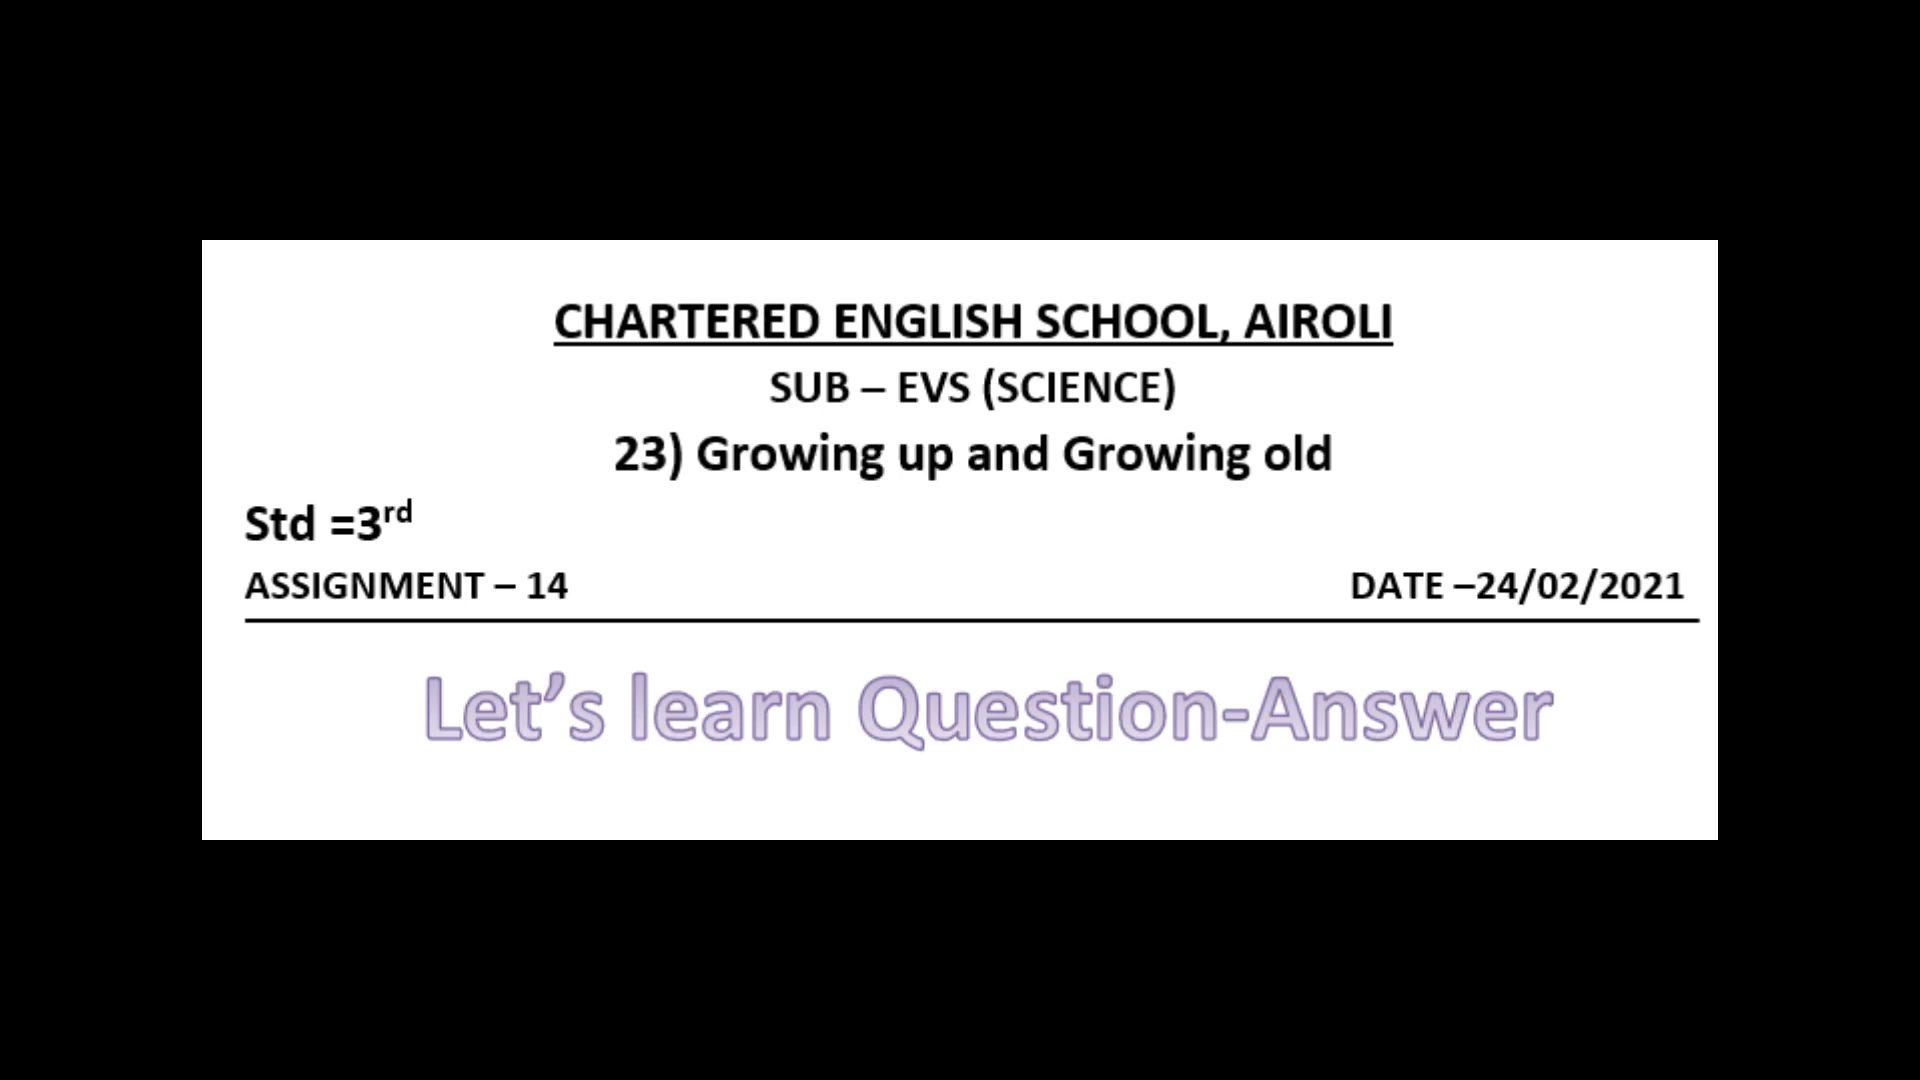 CHARTERED ENGLISH SCHOOL, AIROLI
SUB – EVS (SCIENCE)
23) Growing up and Growing old
Std =3rd
ASSIGNMENT – 14 DATE –24/02/2021
Let’s learn Question-Answer